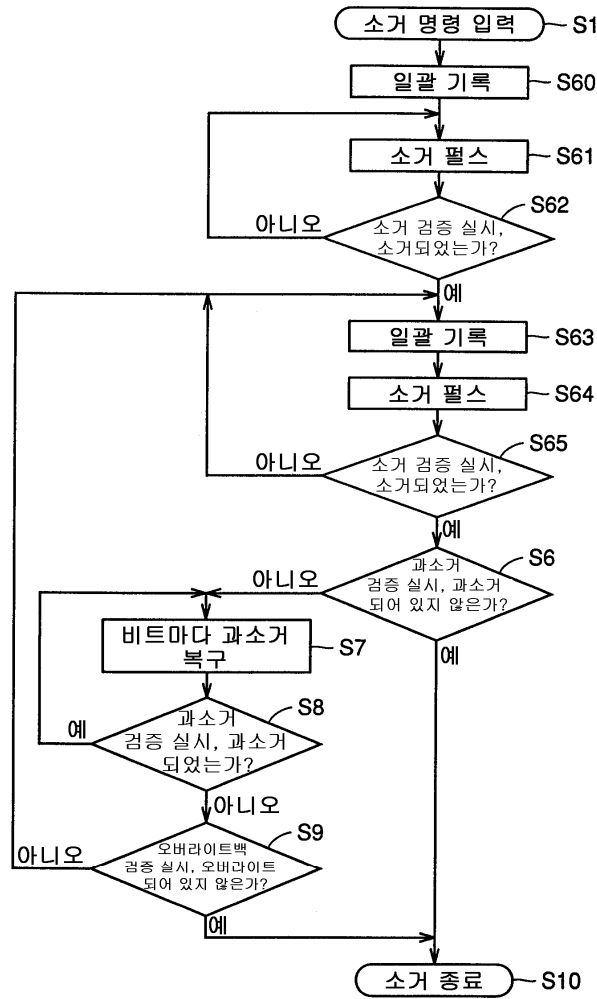 소거 명령 입력 S1
일괄 기록 S60
소거 펄스 S61
S62
소거 검증 실시,
소거되었는가?
아니오
예
일괄 기록 S63
소거 펄스 S64
S65
소거 검증 실시,
소거되었는가?
아니오
예
S6
과소거
검증 실시, 과소거
되어 있지 않은가?
아니오
예
비트마다 과소거
복구
S7
S8
과소거
검증 실시, 과소거
되었는가?
예
아니오
S9
오버라이트백
검증 실시, 오버라이트
되어 있지 않은가?
아니오
예
소거 종료 S10